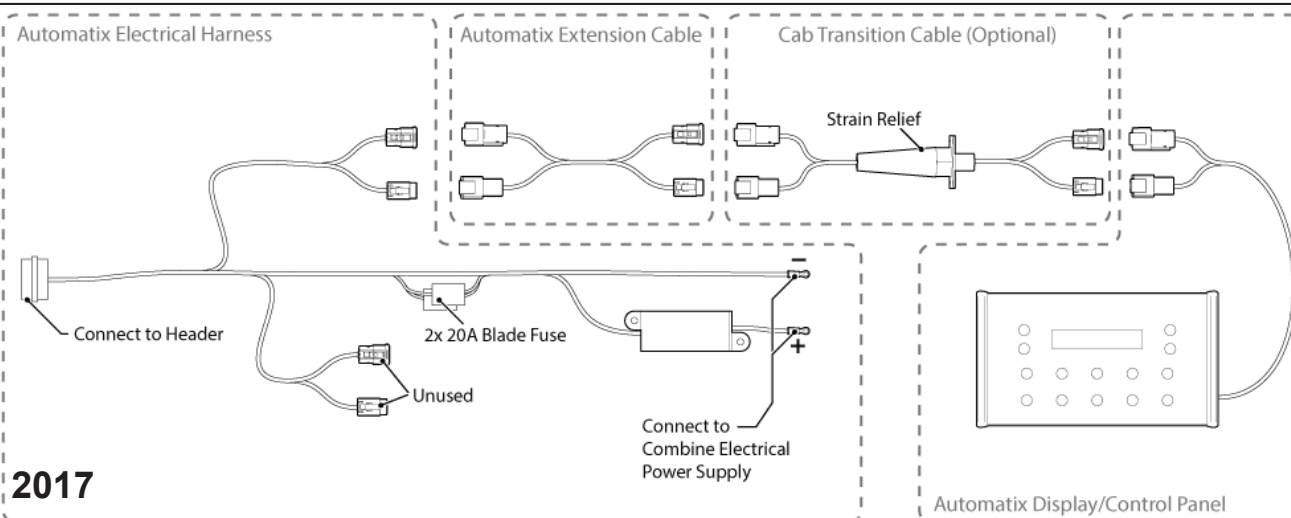 Automatix Electrical Harness
Automatix Extension Cable
Cab Transition Cable (Optional)
Strain Relief
−
Connect to Header
2x 20A Blade Fuse
+
Unused
Connect to
Combine Electrical
Power Supply
2017
Automatix Display/Control Panel